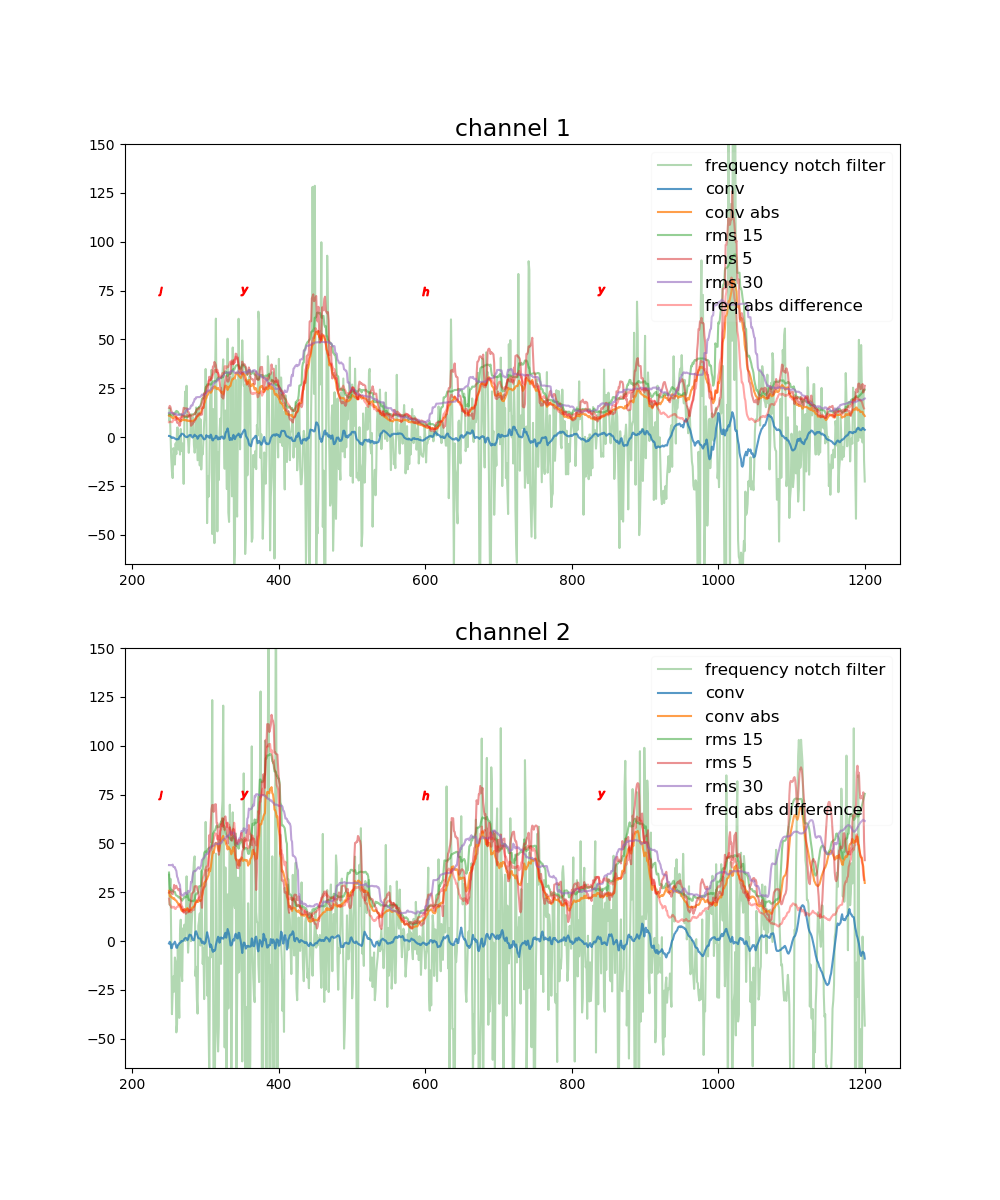 channel 1
150
125
100
75
50
25
0
−25
−50
frequency notch filter
conv
conv abs
rms 15
rms 5
rms 30
freq abs difference
j y h y
200 400 600 800 1000 1200
channel 2
150
125
100
75
50
25
0
−25
−50
frequency notch filter
conv
conv abs
rms 15
rms 5
rms 30
freq abs difference
j y h y
200 400 600 800 1000 1200